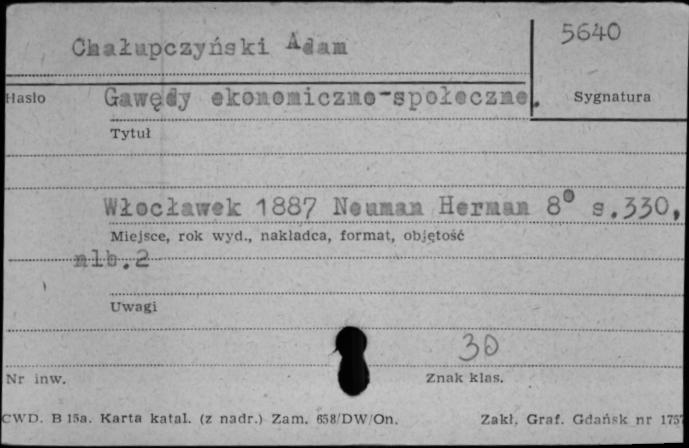 Chałupczyński Adam
5640
Hasło
Gawędy ekonomiczno-społeczne.
Sygnatura
Tytuł
Włocławek 1887 Neuman Herman 8° s.330,
Miejsce, rok wyd., nakładca, format, objętość
nlb.2
Uwagi
30
Nr inw.
Znak klas.
CWD. B 15a. Karta katal. (z nadr.) Zam. 658/DW/On.
Zakł. Graf. Gdańsk nr 1757